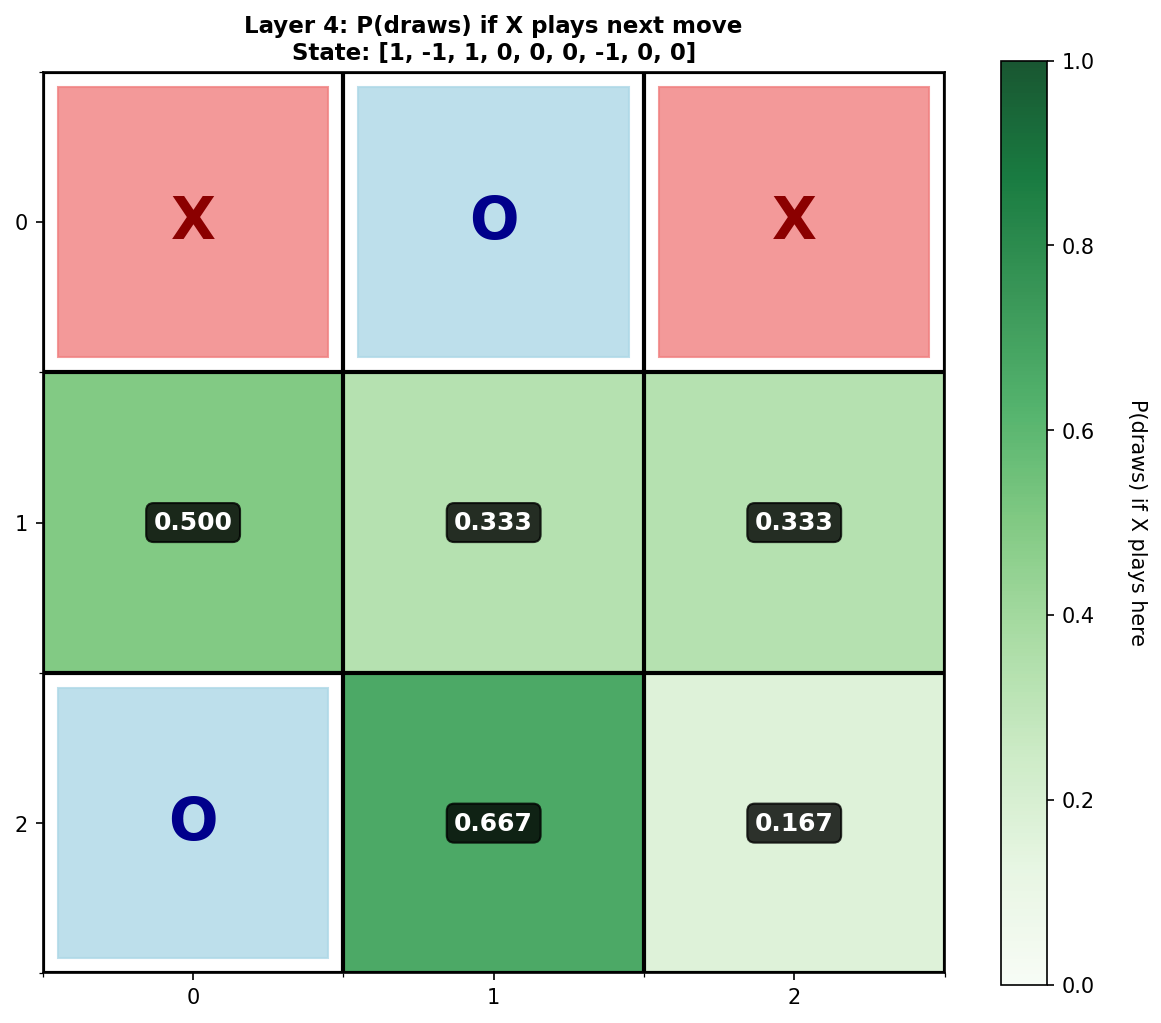 Layer 4: P(draws) if X plays next move
State: [1, -1, 1, 0, 0, 0, -1, 0, 0]
X O X
0.500 0.333 0.333
O 0.667 0.167
0
1
2
0 1 2
1.0
0.8
0.6
0.4
0.2
0.0
P(draws) if X plays here